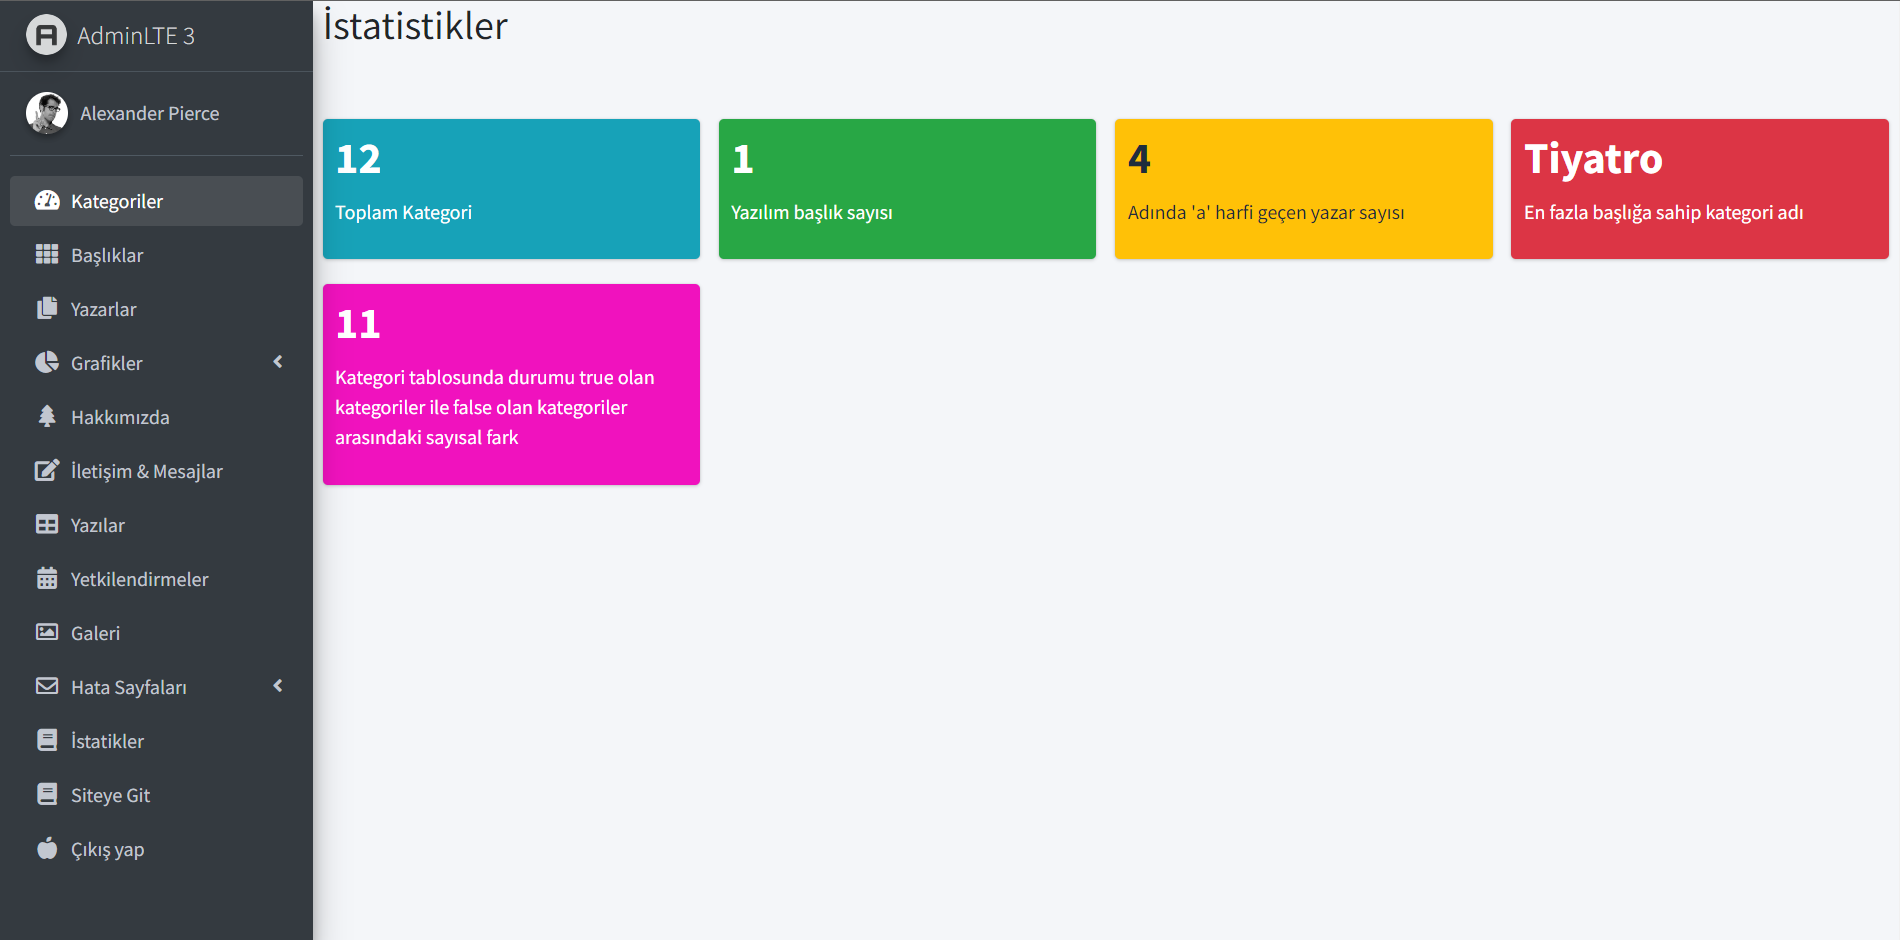 AdminLTE 3
Alexander Pierce
Kategoriler
Başlıklar
Yazarlar
Grafikler
Hakkımızda
İletişim & Mesajlar
Yazılar
Yetkilendirmeler
Galeri
Hata Sayfaları
İstatikler
Siteye Git
Çıkış yap
İstatistikler
12
Toplam Kategori
1
Yazılım başlık sayısı
4
Adında 'a' harfi geçen yazar sayısı
Tiyatro
En fazla başlığa sahip kategori adı
11
Kategori tablosunda durumu true olan
kategoriler ile false olan kategoriler
arasındaki sayısal fark